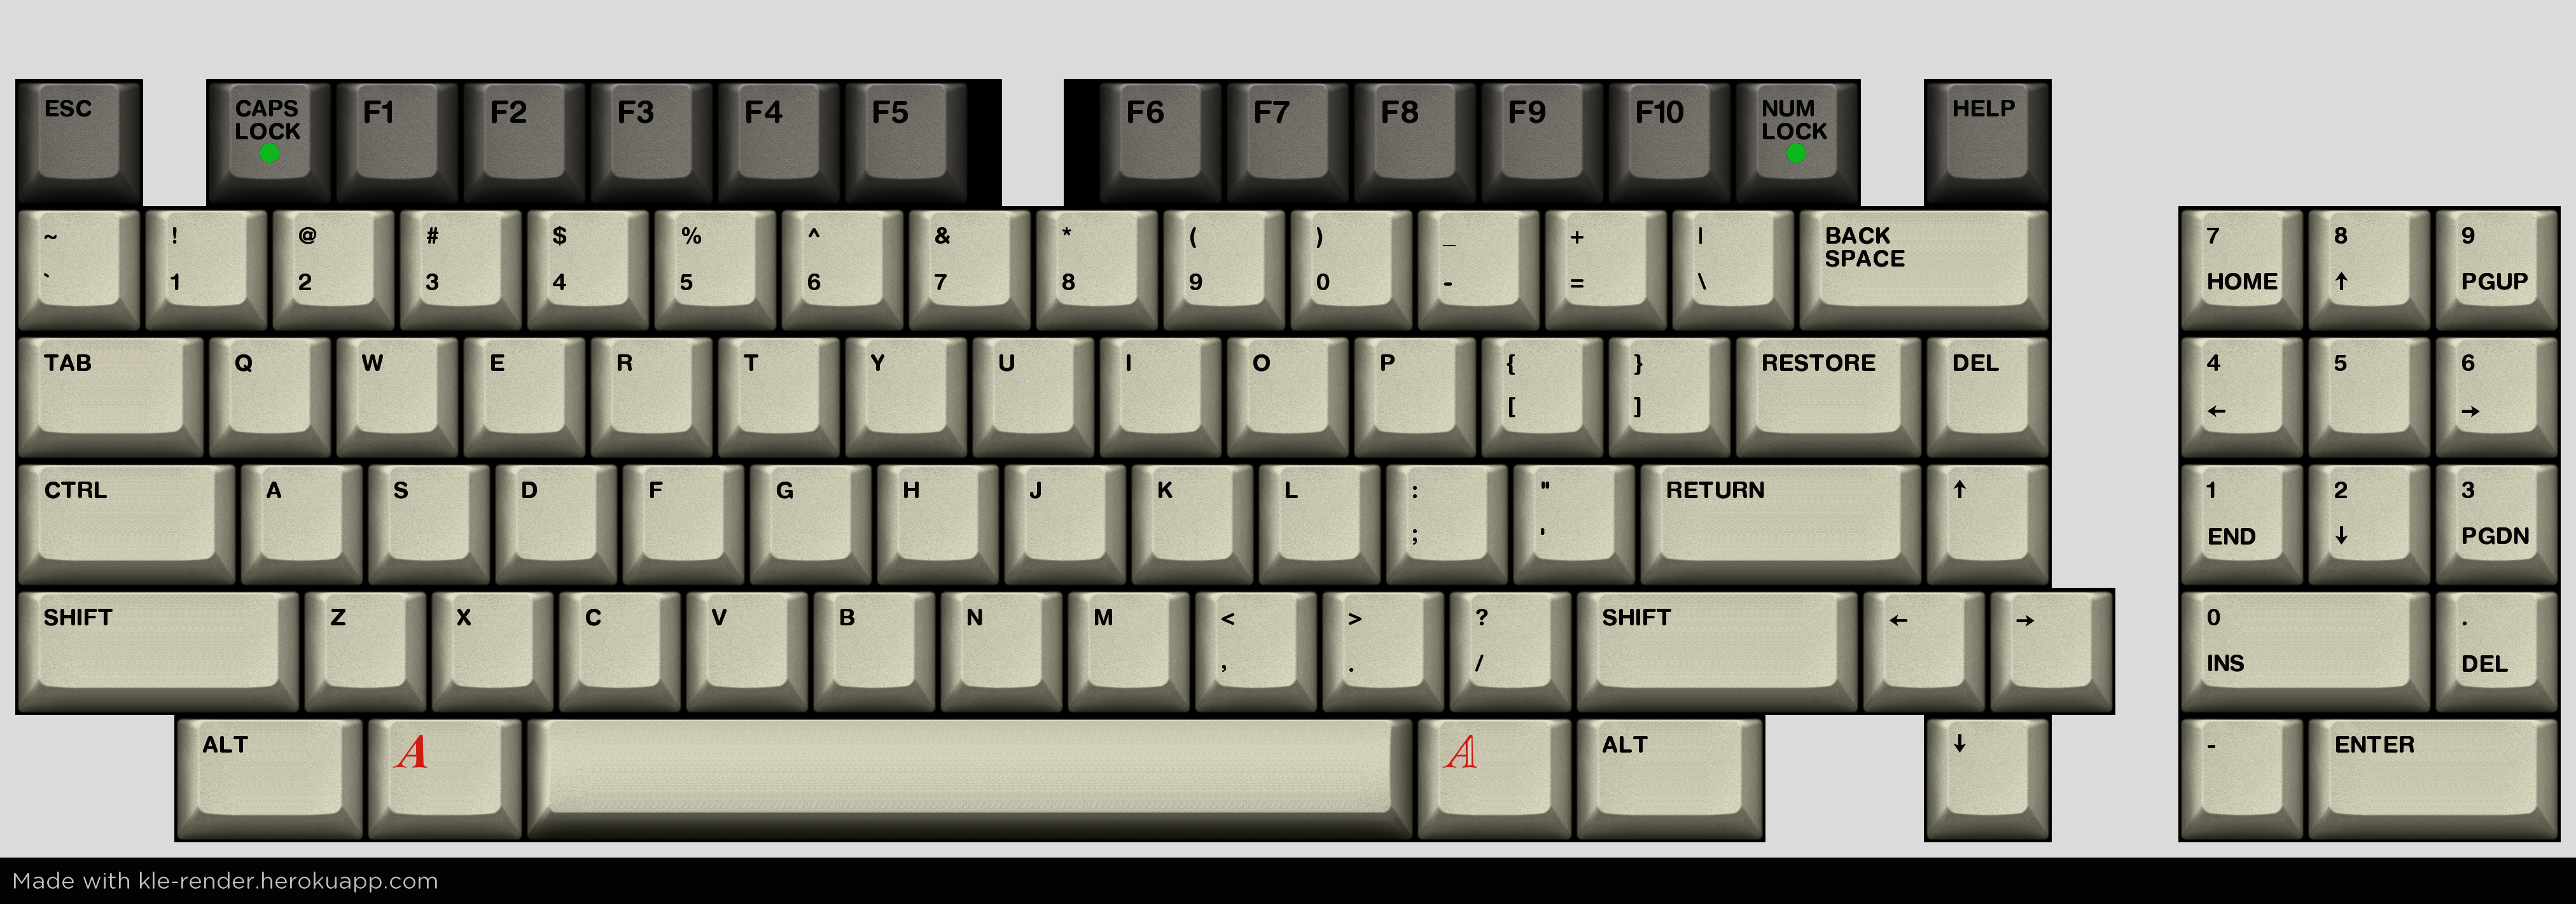 ESC CAPS LOCK F1 F2 F3 F4 F5 F6 F7 F8 F9 F10 NUM LOCK HELP
~ ` ! 1 @ 2 # 3 $ 4 % 5 ^ 6 & 7 * 8 ( 9 ) 0 _ - + = | \ BACK SPACE 7 HOME 8 ↑ 9 PGUP
TAB Q W E R T Y U I O P { [ } ] RESTORE DEL 4 ← 5 6 →
CTRL A S D F G H J K L : ; " ' RETURN ↑ 1 END 2 ↓ 3 PGDN
SHIFT Z X C V B N M < , > . ? / SHIFT ← → 0 INS . DEL
ALT A A ALT ↓ - ENTER
Made with kle-render.herokuapp.com